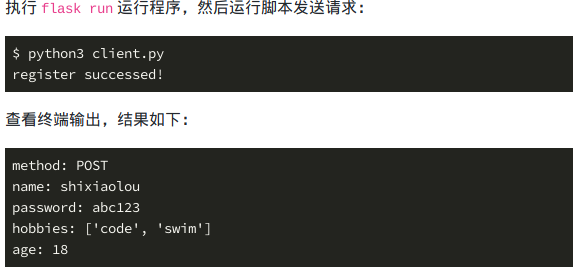 执行 flask run 运行程序，然后运行脚本发送请求：
$ python3 client.py
register successed!
查看终端输出，结果如下：
method: POST
name: shixiaolou
password: abc123
hobbies: ['code', 'swim']
age: 18